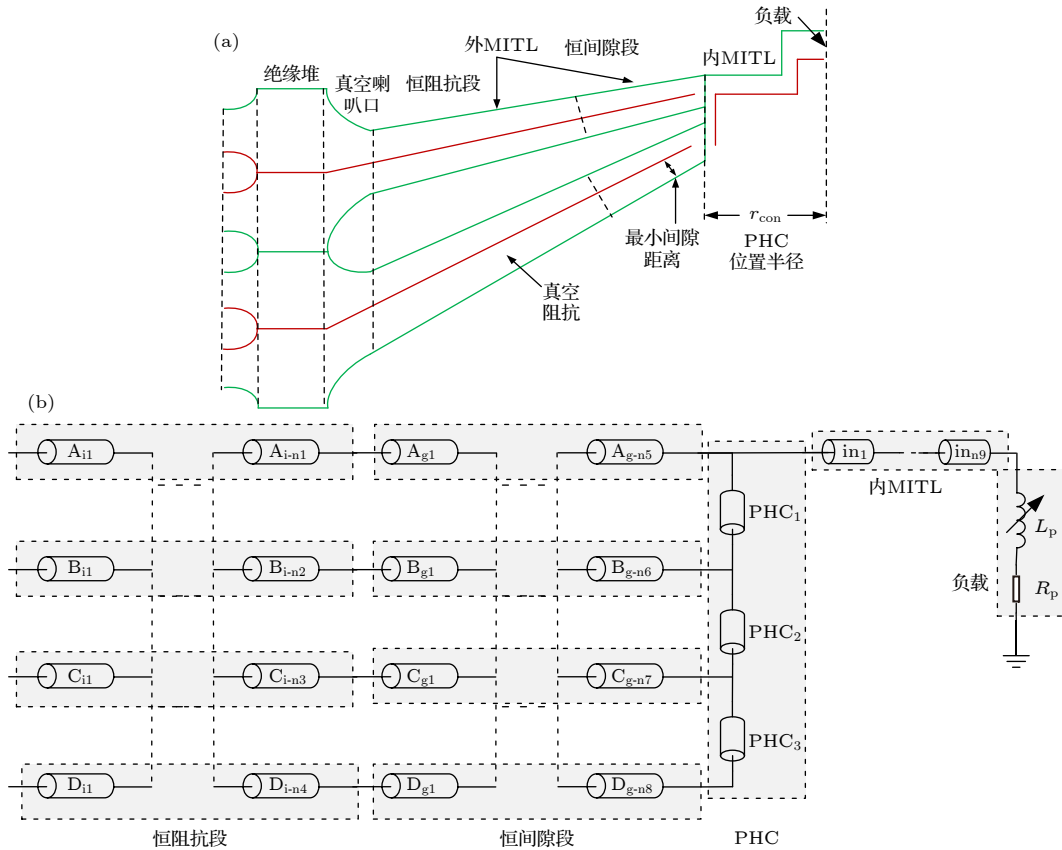 (a)
负载
外MITL
恒间隙段
内MITL
绝缘堆
真空喇
叭口
恒阻抗段
r_con
最小间隙
距离
PHC
位置半径
真空
阻抗
(b)
A_i1
A_i-n1
A_g1
A_g-n5
in_1
in_n9
内MITL
PHC_1
L_p
B_i1
B_i-n2
B_g1
B_g-n6
负载
R_p
PHC_2
C_i1
C_i-n3
C_g1
C_g-n7
PHC_3
D_i1
D_i-n4
D_g1
D_g-n8
恒阻抗段
恒间隙段
PHC